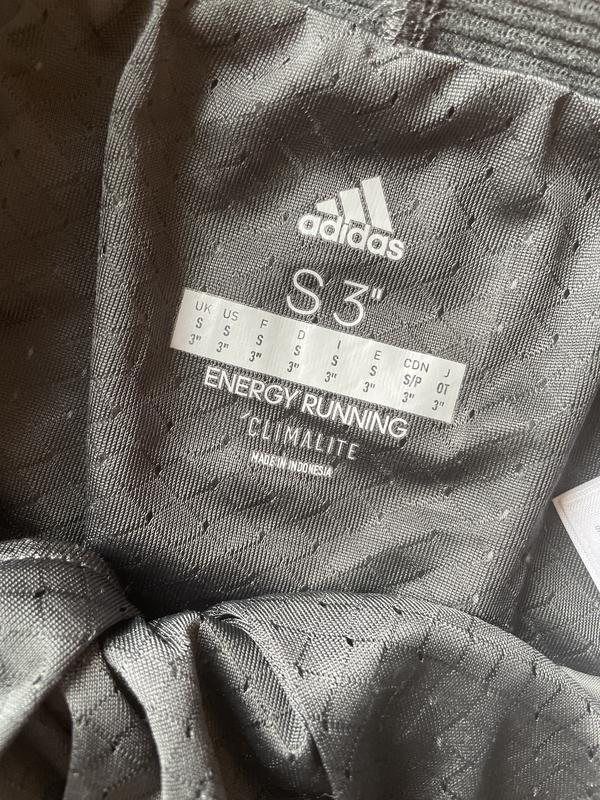 adidas
S 3"
UK US F D I E CDN J
S S S S S S S/P OT
3" 3" 3" 3" 3" 3" 3" 3"
ENERGY RUNNING
CLIMALITE
MADE IN INDONESIA